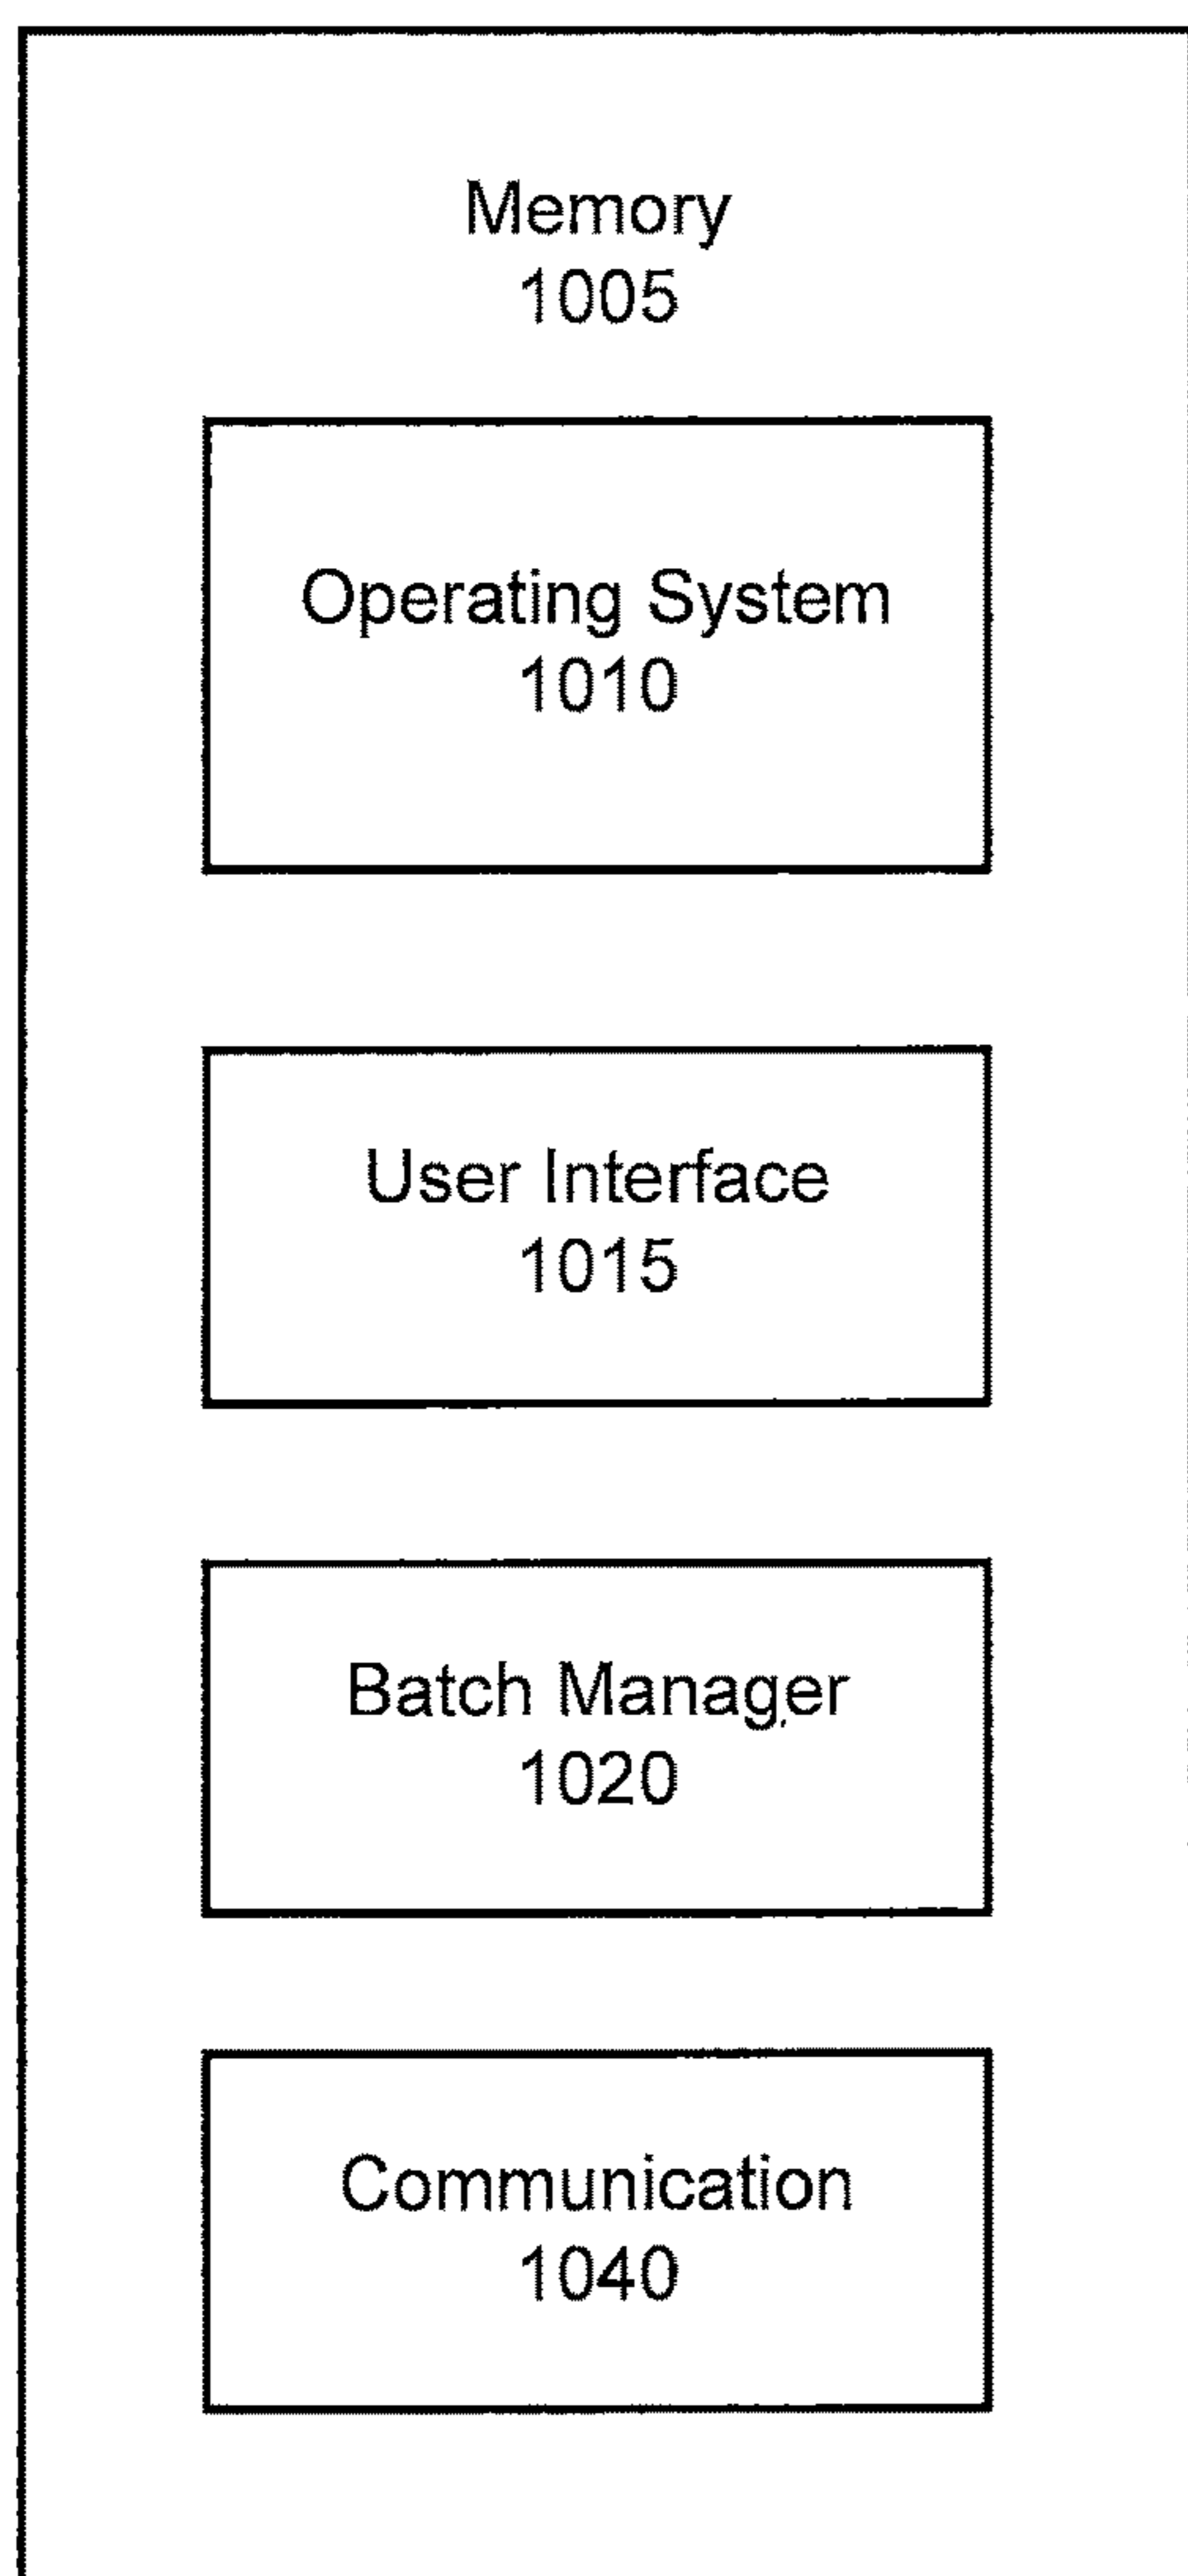 Memory
1005
Operating System
1010
User Interface
1015
Batch Manager
1020
Communication
1040